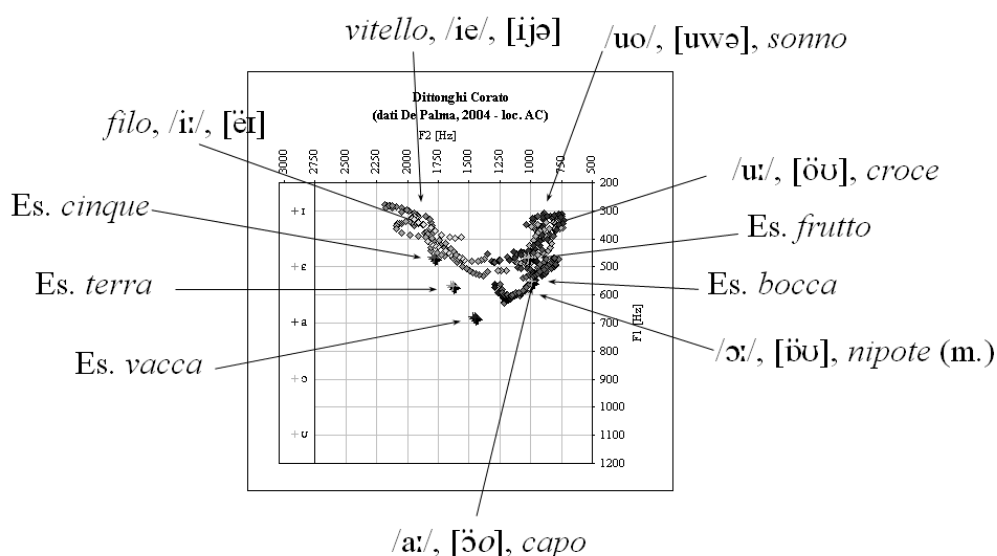 vitello, /ie/, [ijə]
/uo/, [uwə], sonno
Dittonghi Corato
(dati De Palma, 2004 - loc. AC)
F2 [Hz]
filo, /iː/, [ëɪ]
3000 2750 2500 2250 2000 1750 1500 1250 1000 750 500
/uː/, [öʊ], croce
200
Es. cinque
+ ɪ
300
Es. frutto
400
+ ɛ
500
Es. terra
600
Es. bocca
+ a
700
F1 [Hz]
Es. vacca
800
/ɔː/, [ɒ̈ʊ], nipote (m.)
+ ɔ
900
1000
+ ʊ
1100
1200
/aː/, [ɔ̈o], capo